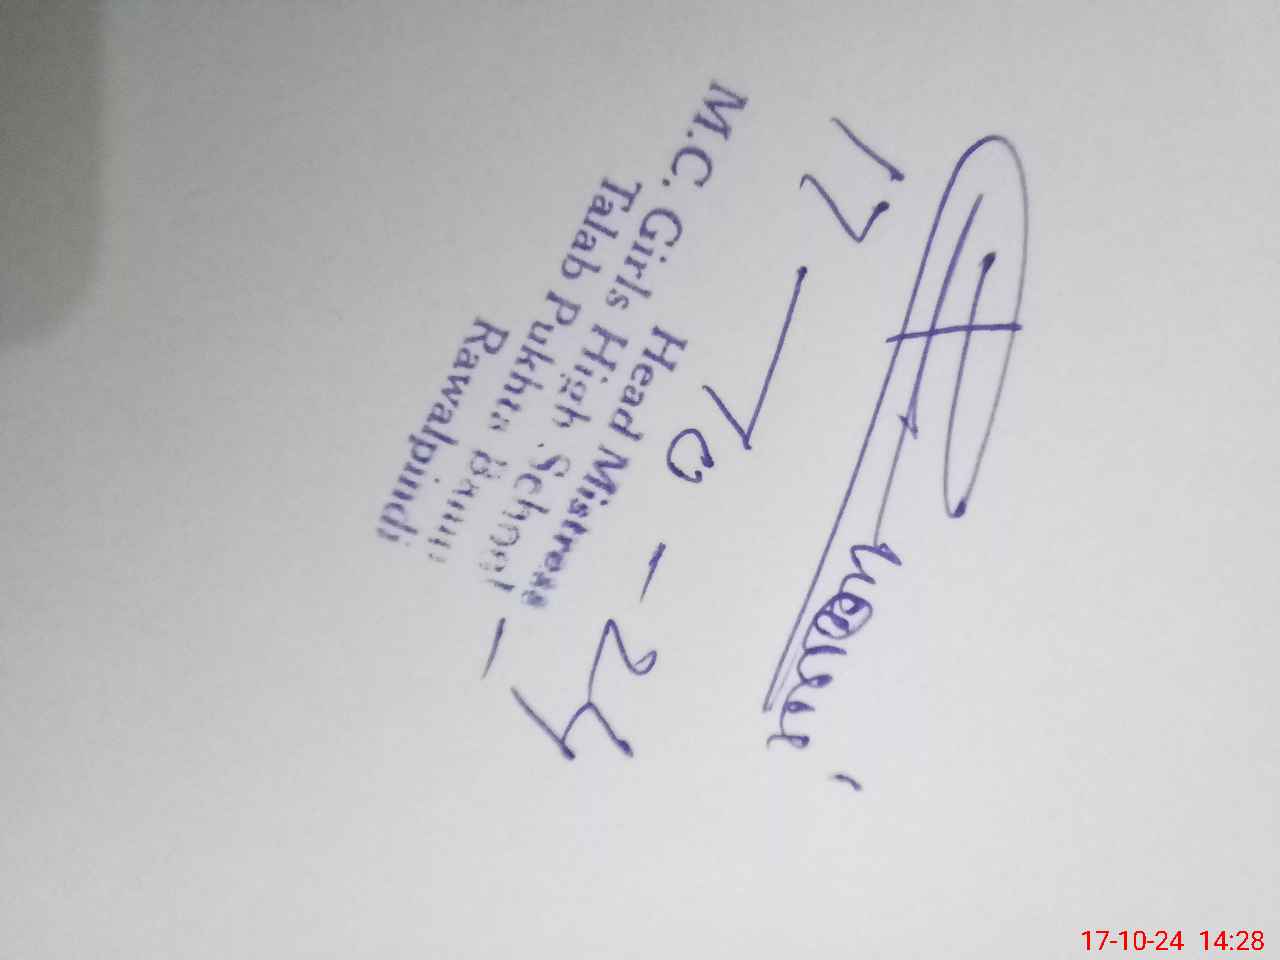 17-10-24
Head Mistress
M.C. Girls High School
Talab Pukhta
Rawalpindi
17-10-24 14:28